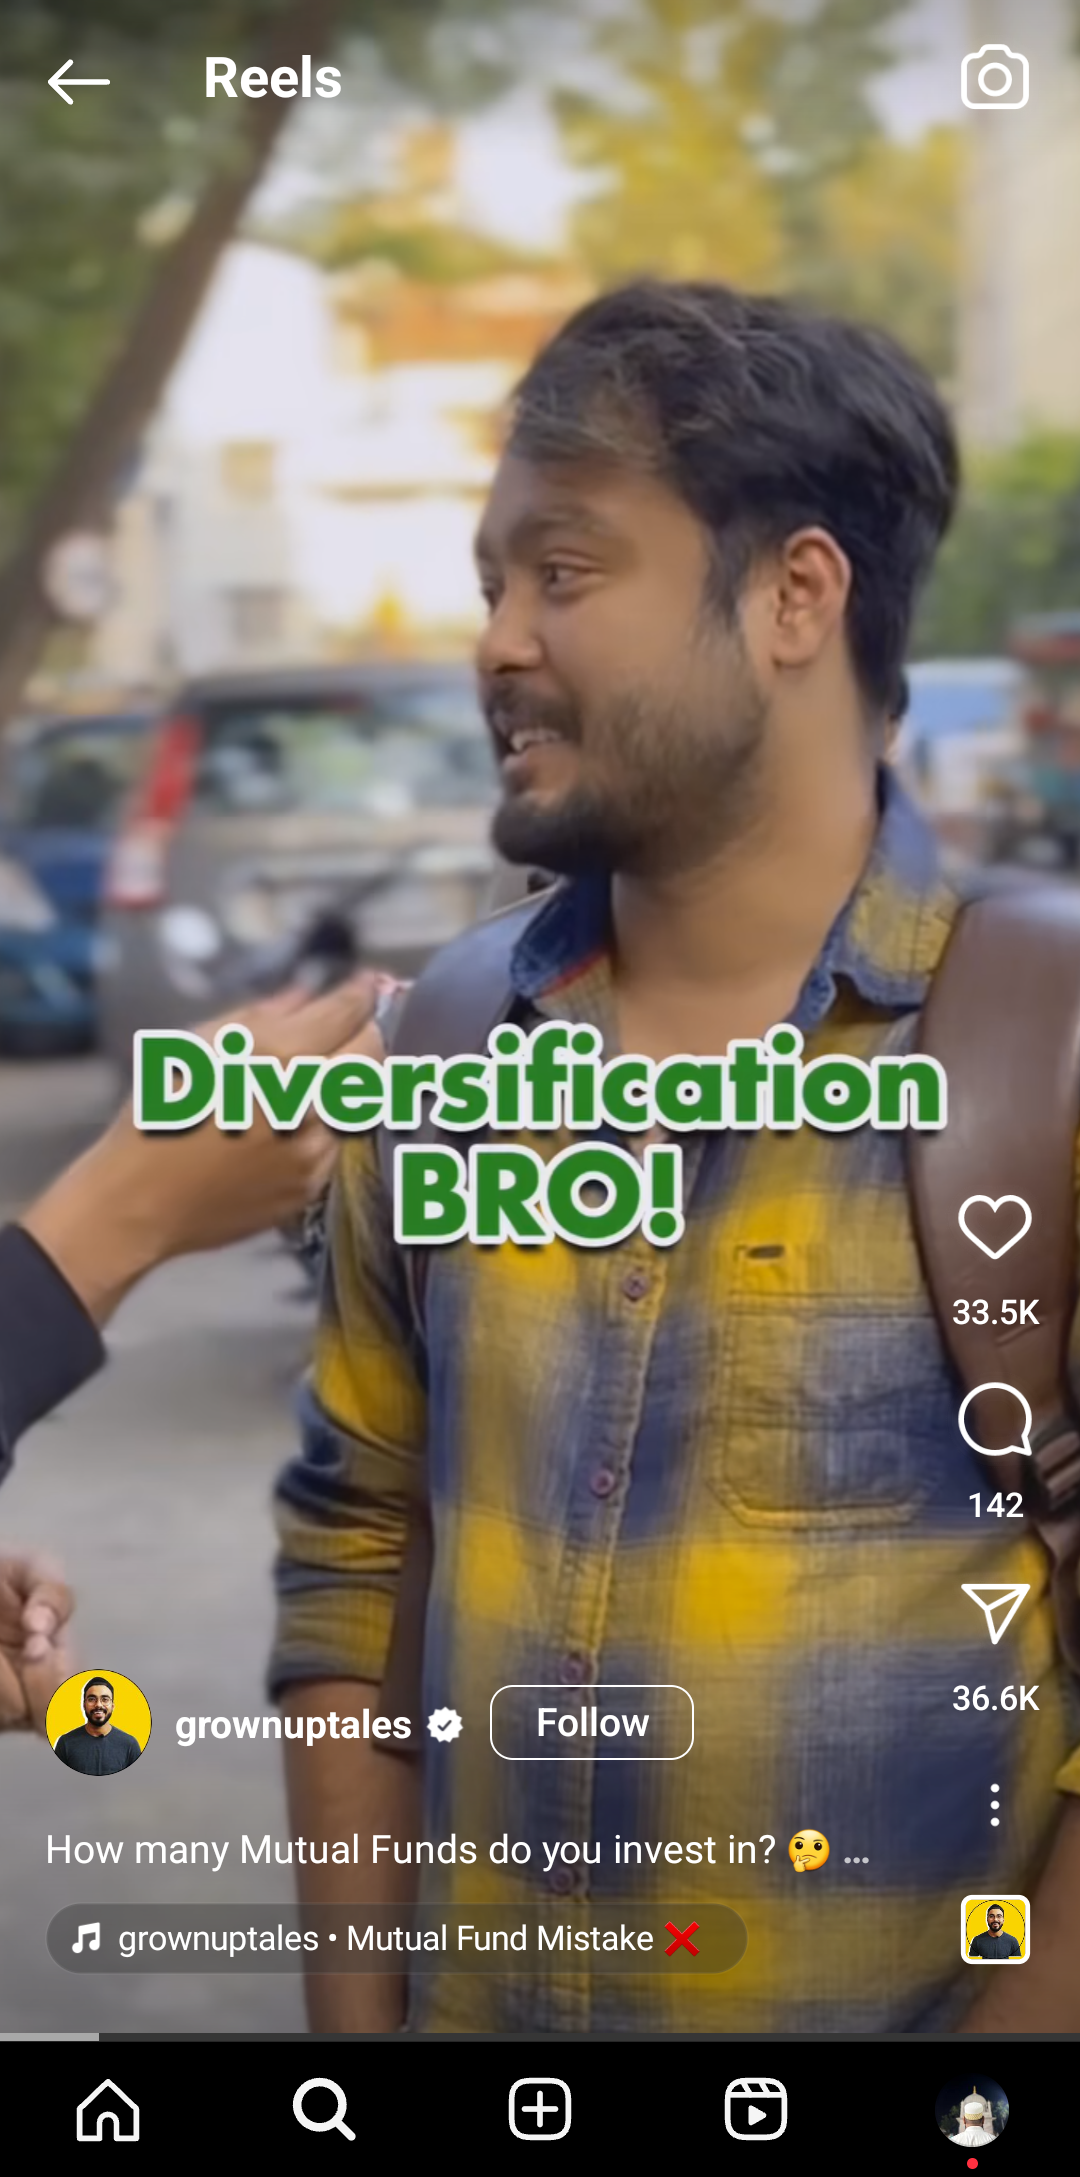 Reels
Diversification
BRO!
33.5K
142
36.6K
grownuptales
Follow
How many Mutual Funds do you invest in? 🤔 ...
grownuptales • Mutual Fund Mistake ❌